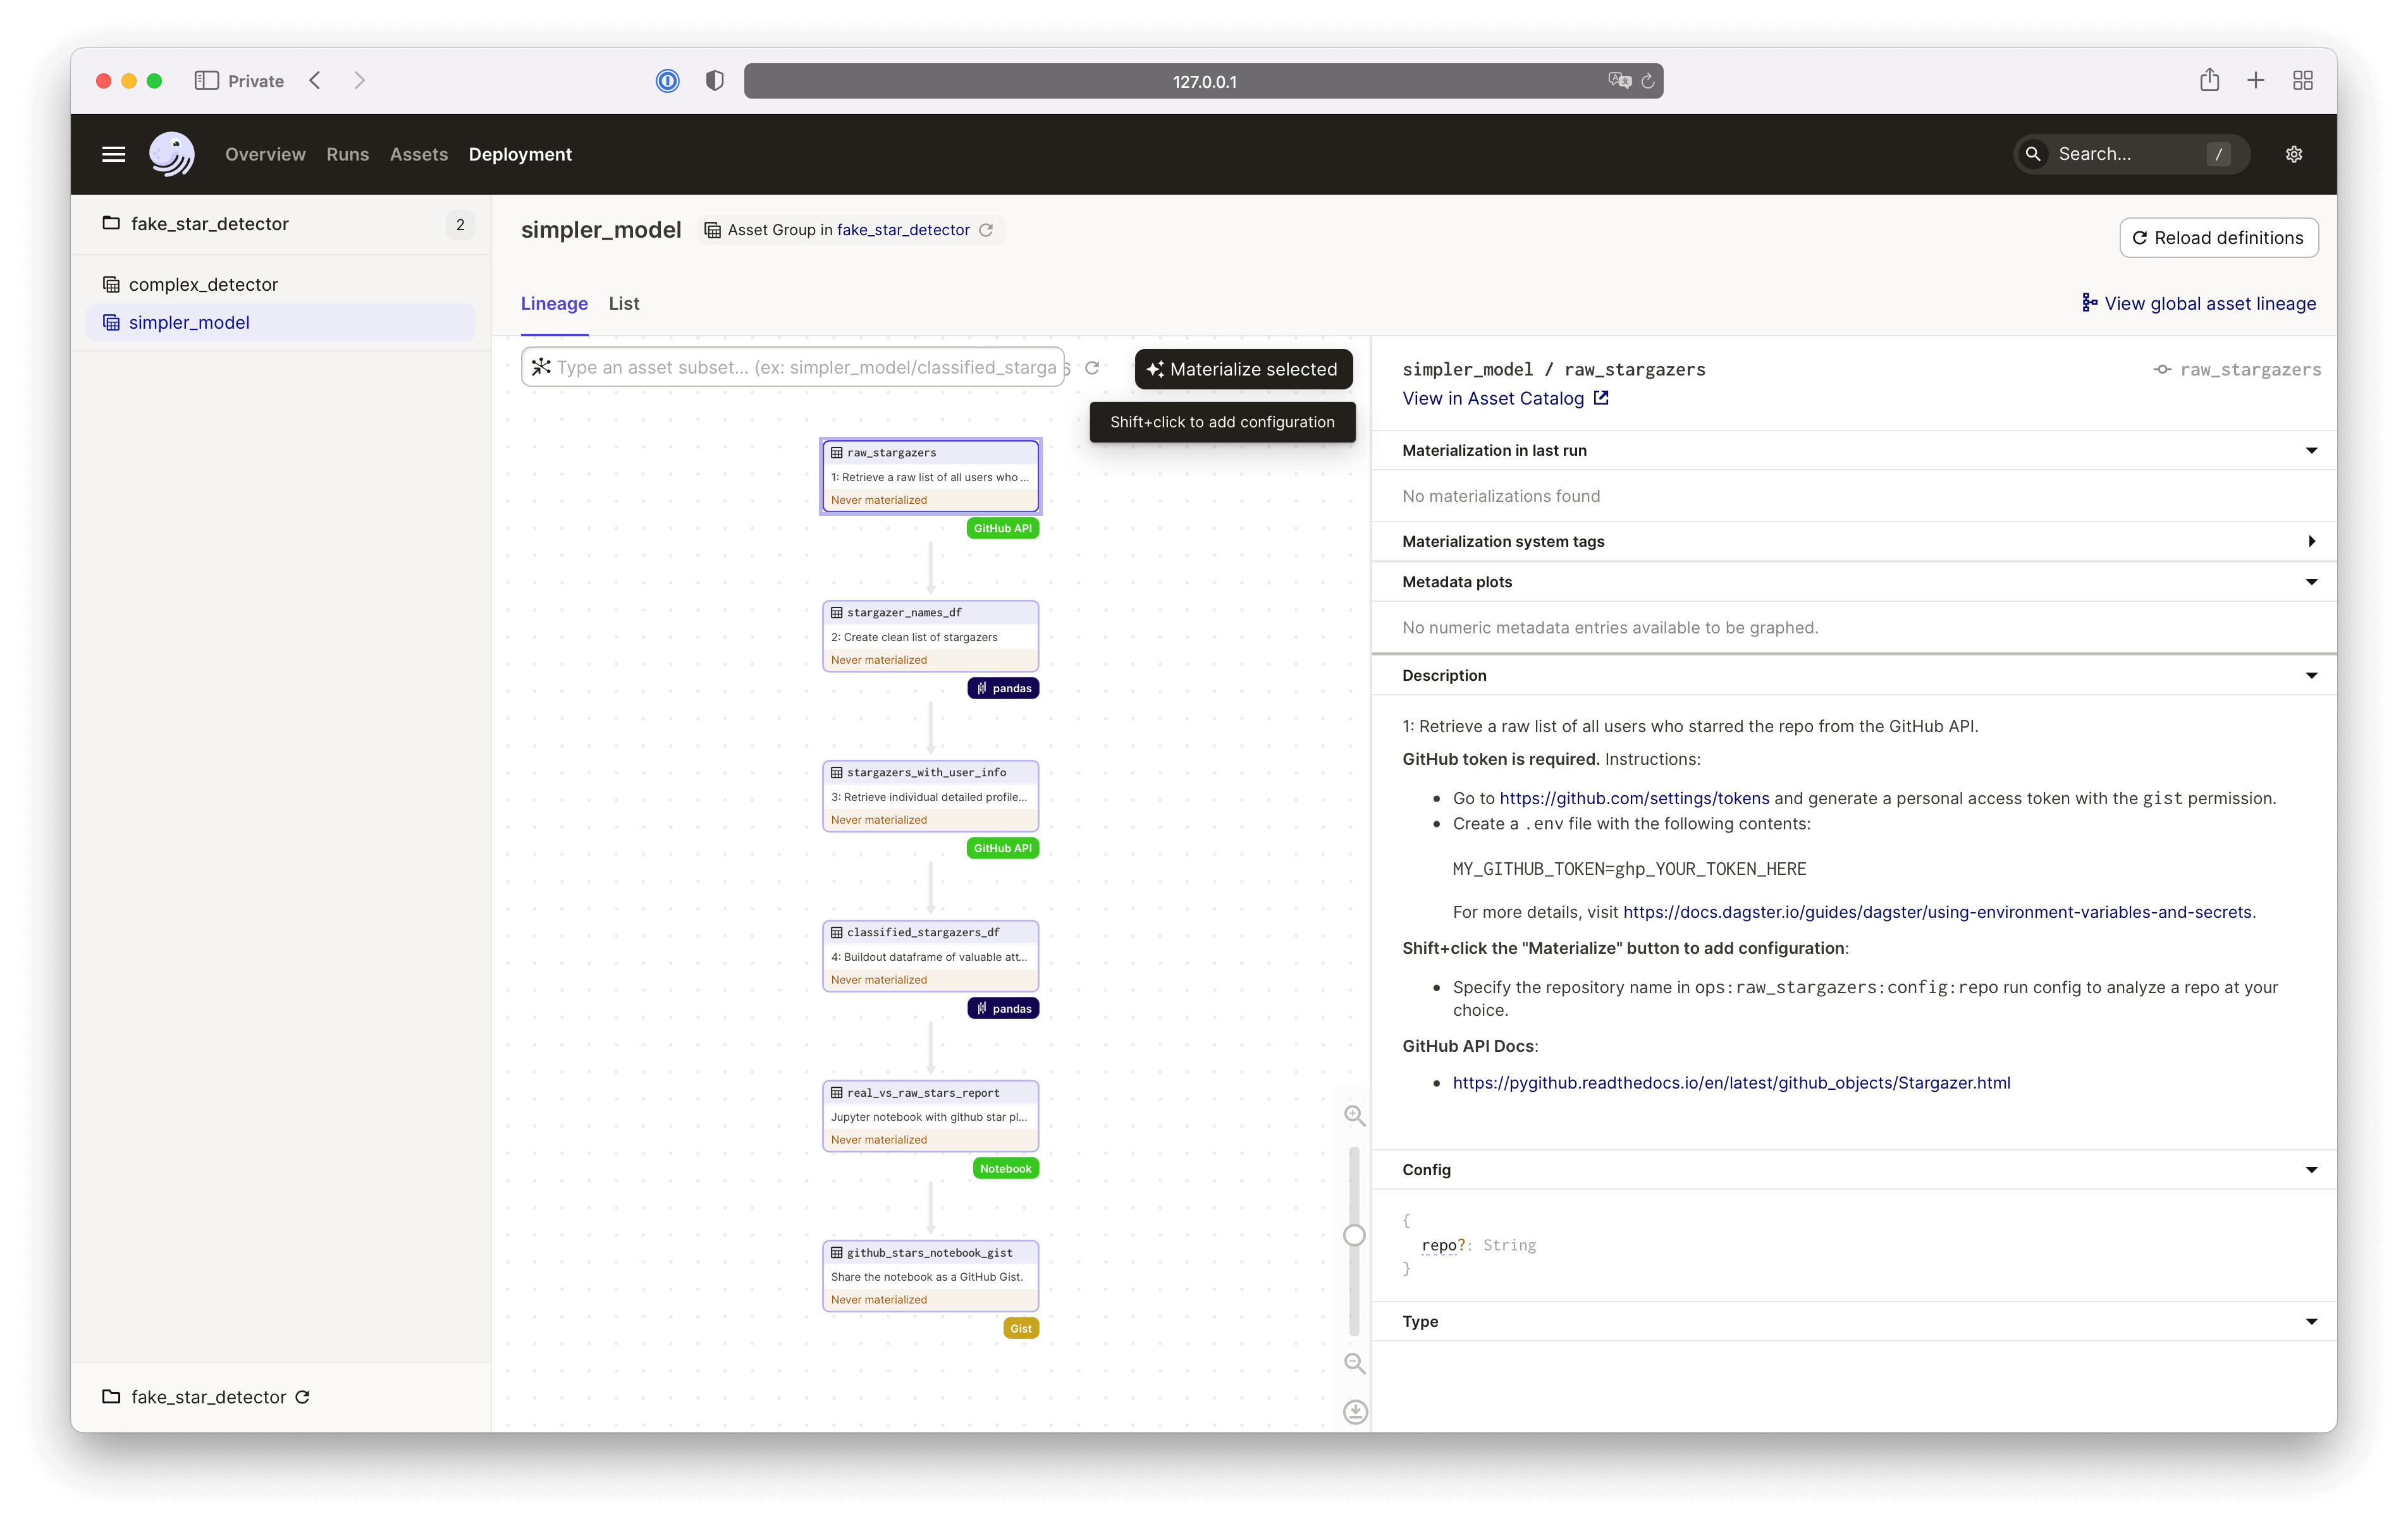 Private
127.0.0.1
Overview Runs Assets Deployment
Search... /
fake_star_detector 2
complex_detector
simpler_model
simpler_model Asset Group in fake_star_detector
Reload definitions
Lineage List
View global asset lineage
Type an asset subset… (ex: simpler_model/classified_starga
Materialize selected
Shift+click to add configuration
raw_stargazers
1: Retrieve a raw list of all users who ...
Never materialized
GitHub API
stargazer_names_df
2: Create clean list of stargazers
Never materialized
pandas
stargazers_with_user_info
3: Retrieve individual detailed profile...
Never materialized
GitHub API
classified_stargazers_df
4: Buildout dataframe of valuable att...
Never materialized
pandas
real_vs_raw_stars_report
Jupyter notebook with github star pl...
Never materialized
Notebook
github_stars_notebook_gist
Share the notebook as a GitHub Gist.
Never materialized
Gist
simpler_model / raw_stargazers
raw_stargazers
View in Asset Catalog
Materialization in last run
No materializations found
Materialization system tags
Metadata plots
No numeric metadata entries available to be graphed.
Description
1: Retrieve a raw list of all users who starred the repo from the GitHub API.
GitHub token is required. Instructions:
• Go to https://github.com/settings/tokens and generate a personal access token with the gist permission.
• Create a .env file with the following contents:
MY_GITHUB_TOKEN=ghp_YOUR_TOKEN_HERE
For more details, visit https://docs.dagster.io/guides/dagster/using-environment-variables-and-secrets.
Shift+click the "Materialize" button to add configuration:
• Specify the repository name in ops:raw_stargazers:config:repo run config to analyze a repo at your
choice.
GitHub API Docs:
• https://pygithub.readthedocs.io/en/latest/github_objects/Stargazer.html
Config
{
repo?: String
}
Type
fake_star_detector